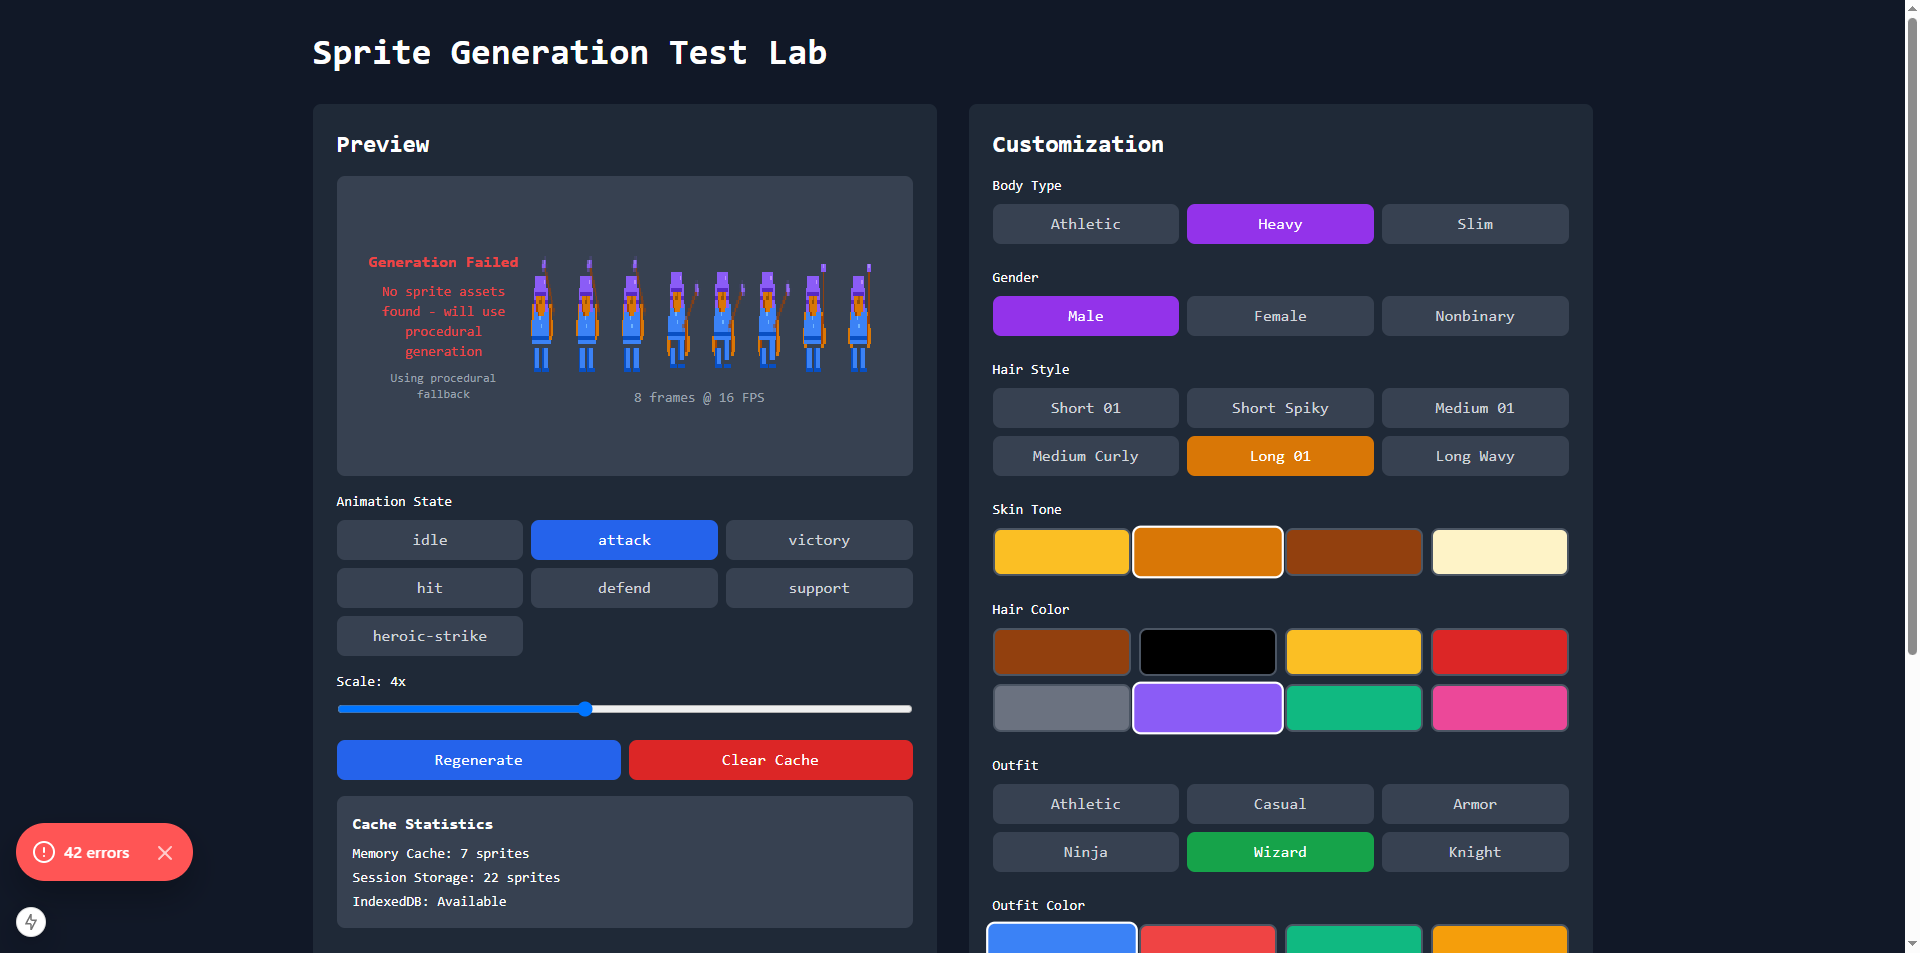 Sprite Generation Test Lab
Preview
Generation Failed
No sprite assets
found - will use
procedural
generation
Using procedural
fallback
8 frames @ 16 FPS
Animation State
idle
attack
victory
hit
defend
support
heroic-strike
Scale: 4x
Regenerate
Clear Cache
Cache Statistics
Memory Cache: 7 sprites
Session Storage: 22 sprites
IndexedDB: Available
42 errors
Customization
Body Type
Athletic
Heavy
Slim
Gender
Male
Female
Nonbinary
Hair Style
Short 01
Short Spiky
Medium 01
Medium Curly
Long 01
Long Wavy
Skin Tone
Hair Color
Outfit
Athletic
Casual
Armor
Ninja
Wizard
Knight
Outfit Color